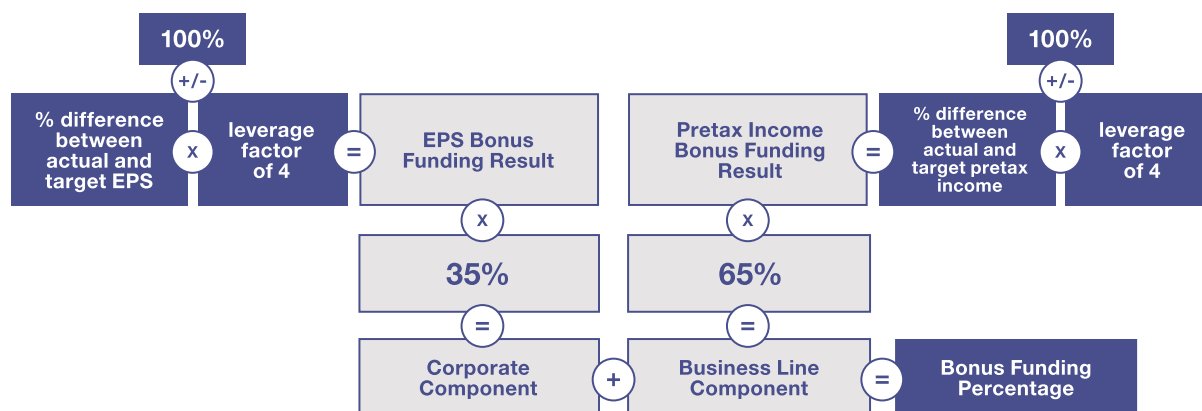 100%
100%
+/-
+/-
% difference
between
actual and
target EPS
x
leverage
factor
of 4
=
EPS Bonus
Funding Result
Pretax Income
Bonus Funding
Result
=
% difference
between
actual and
target pretax
income
x
leverage
factor
of 4
x
x
35%
65%
=
=
Corporate
Component
+
Business Line
Component
=
Bonus Funding
Percentage